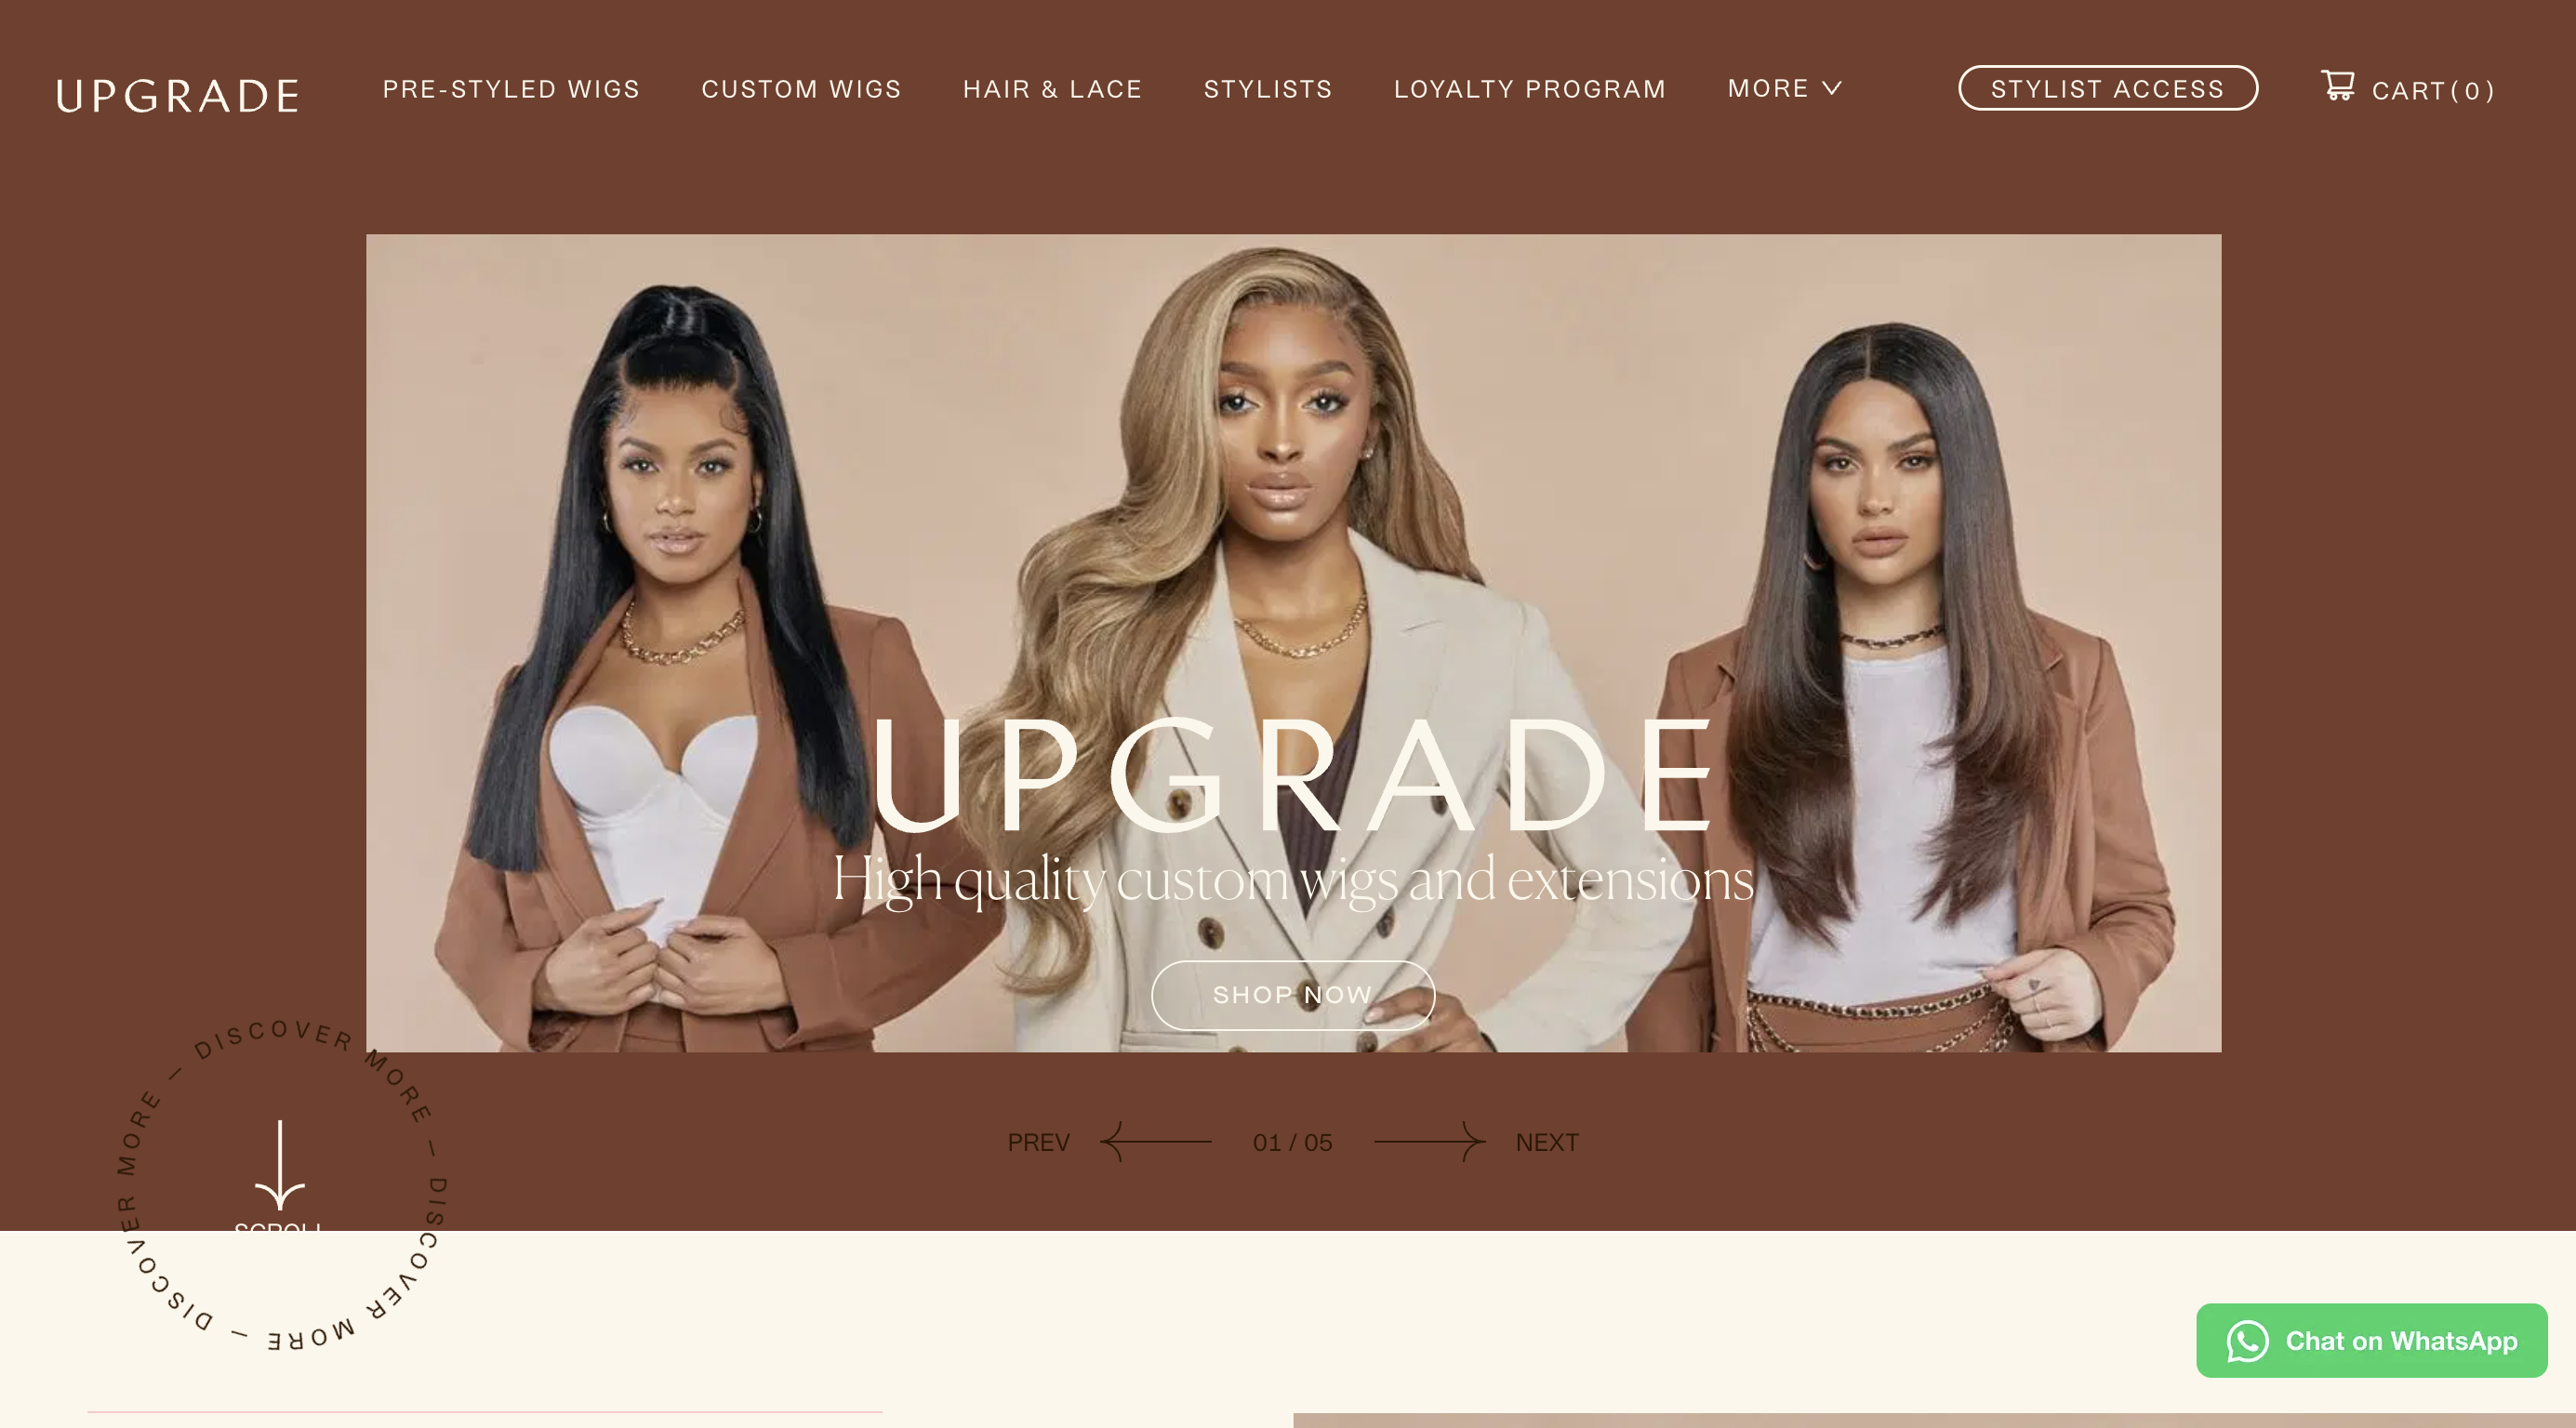 UPGRADE
PRE-STYLED WIGS
CUSTOM WIGS
HAIR & LACE
STYLISTS
LOYALTY PROGRAM
MORE
STYLIST ACCESS
CART(0)
UPGRADE
High quality custom wigs and extensions
SHOP NOW
PREV
01 / 05
NEXT
DISCOVER MORE – DISCOVER MORE – DISCOVER MORE –
SCROLL
Chat on WhatsApp